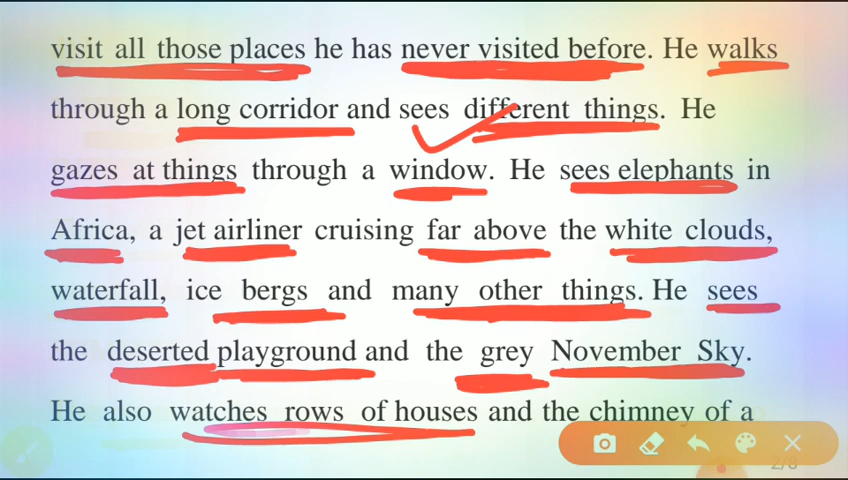 visit all those places he has never visited before. He walks
through a long corridor and sees different things. He
gazes at things through a window. He sees elephants in
Africa, a jet airliner cruising far above the white clouds,
waterfall, ice bergs and many other things. He sees
the deserted playground and the grey November Sky.
He also watches rows of houses and the chimney of a
2/8